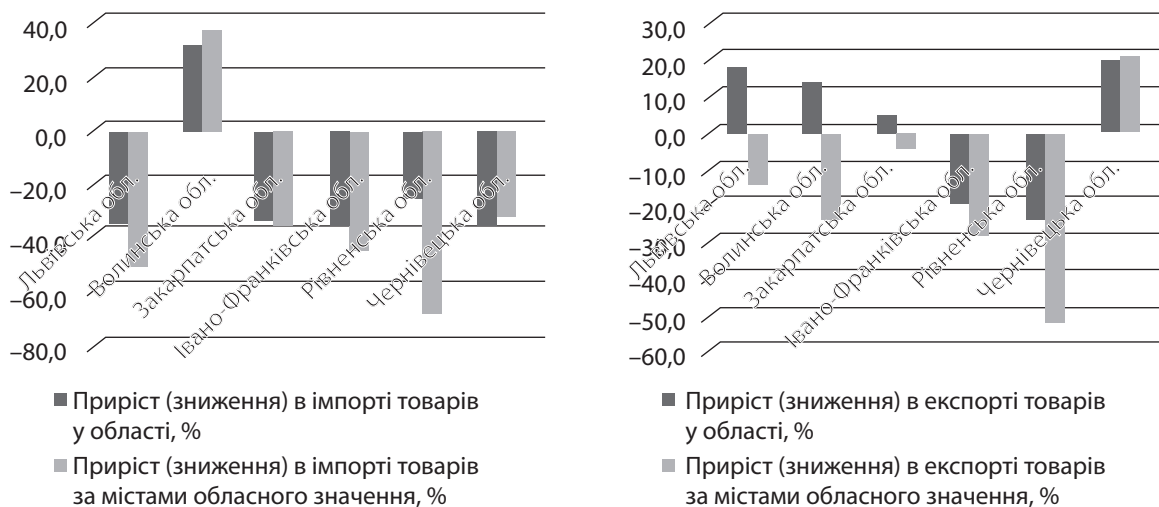 40,0
20,0
0,0
–20,0
–40,0
–60,0
–80,0
Львівська обл.
Волинська обл.
Закарпатська обл.
Івано-Франківська обл.
Рівненська обл.
Чернівецька обл.
■ Приріст (зниження) в імпорті товарів
у області, %
■ Приріст (зниження) в імпорті товарів
за містами обласного значення, %
30,0
20,0
10,0
0,0
–10,0
–20,0
–30,0
–40,0
–50,0
–60,0
Львівська обл.
Волинська обл.
Закарпатська обл.
Івано-Франківська обл.
Рівненська обл.
Чернівецька обл.
■ Приріст (зниження) в експорті товарів
у області, %
■ Приріст (зниження) в експорті товарів
за містами обласного значення, %